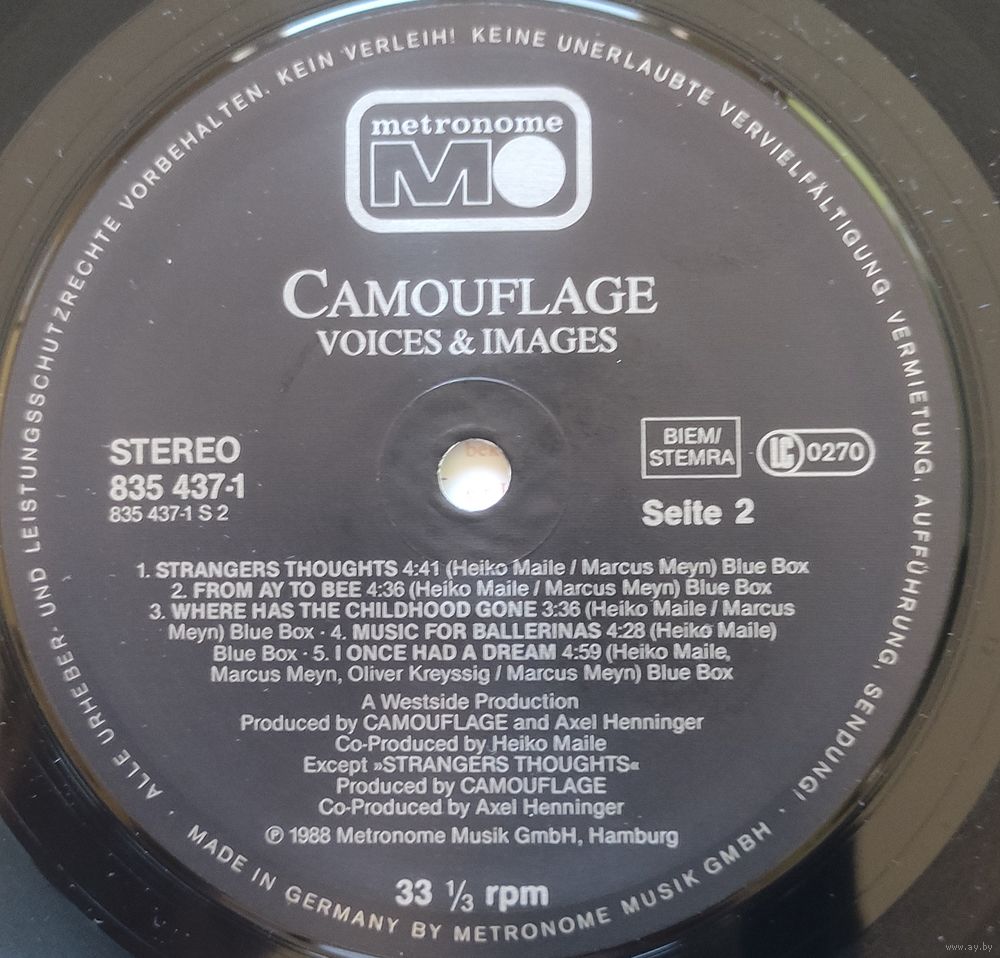 ALLE URHEBER- UND LEISTUNGSSCHUTZRECHTE VORBEHALTEN. KEIN VERLEIH! KEINE UNERLAUBTE VERVIELFÄLTIGUNG, VERMIETUNG, AUFFÜHRUNG, SENDUNG!
metronome
MO
CAMOUFLAGE
VOICES & IMAGES
STEREO
835 437-1
835 437-1 S 2
BIEM/
STEMRA
LC 0270
Seite 2
1. STRANGERS THOUGHTS 4:41 (Heiko Maile / Marcus Meyn) Blue Box
2. FROM AY TO BEE 4:36 (Heiko Maile / Marcus Meyn) Blue Box
3. WHERE HAS THE CHILDHOOD GONE 3:36 (Heiko Maile / Marcus
Meyn) Blue Box · 4. MUSIC FOR BALLERINAS 4:28 (Heiko Maile)
Blue Box · 5. I ONCE HAD A DREAM 4:59 (Heiko Maile,
Marcus Meyn, Oliver Kreyssig / Marcus Meyn) Blue Box
A Westside Production
Produced by CAMOUFLAGE and Axel Henninger
Co-Produced by Heiko Maile
Except »STRANGERS THOUGHTS«
Produced by CAMOUFLAGE
Co-Produced by Axel Henninger
℗ 1988 Metronome Musik GmbH, Hamburg
33 ⅓ rpm
· MADE IN GERMANY BY METRONOME MUSIK GMBH ·
www.ay.by